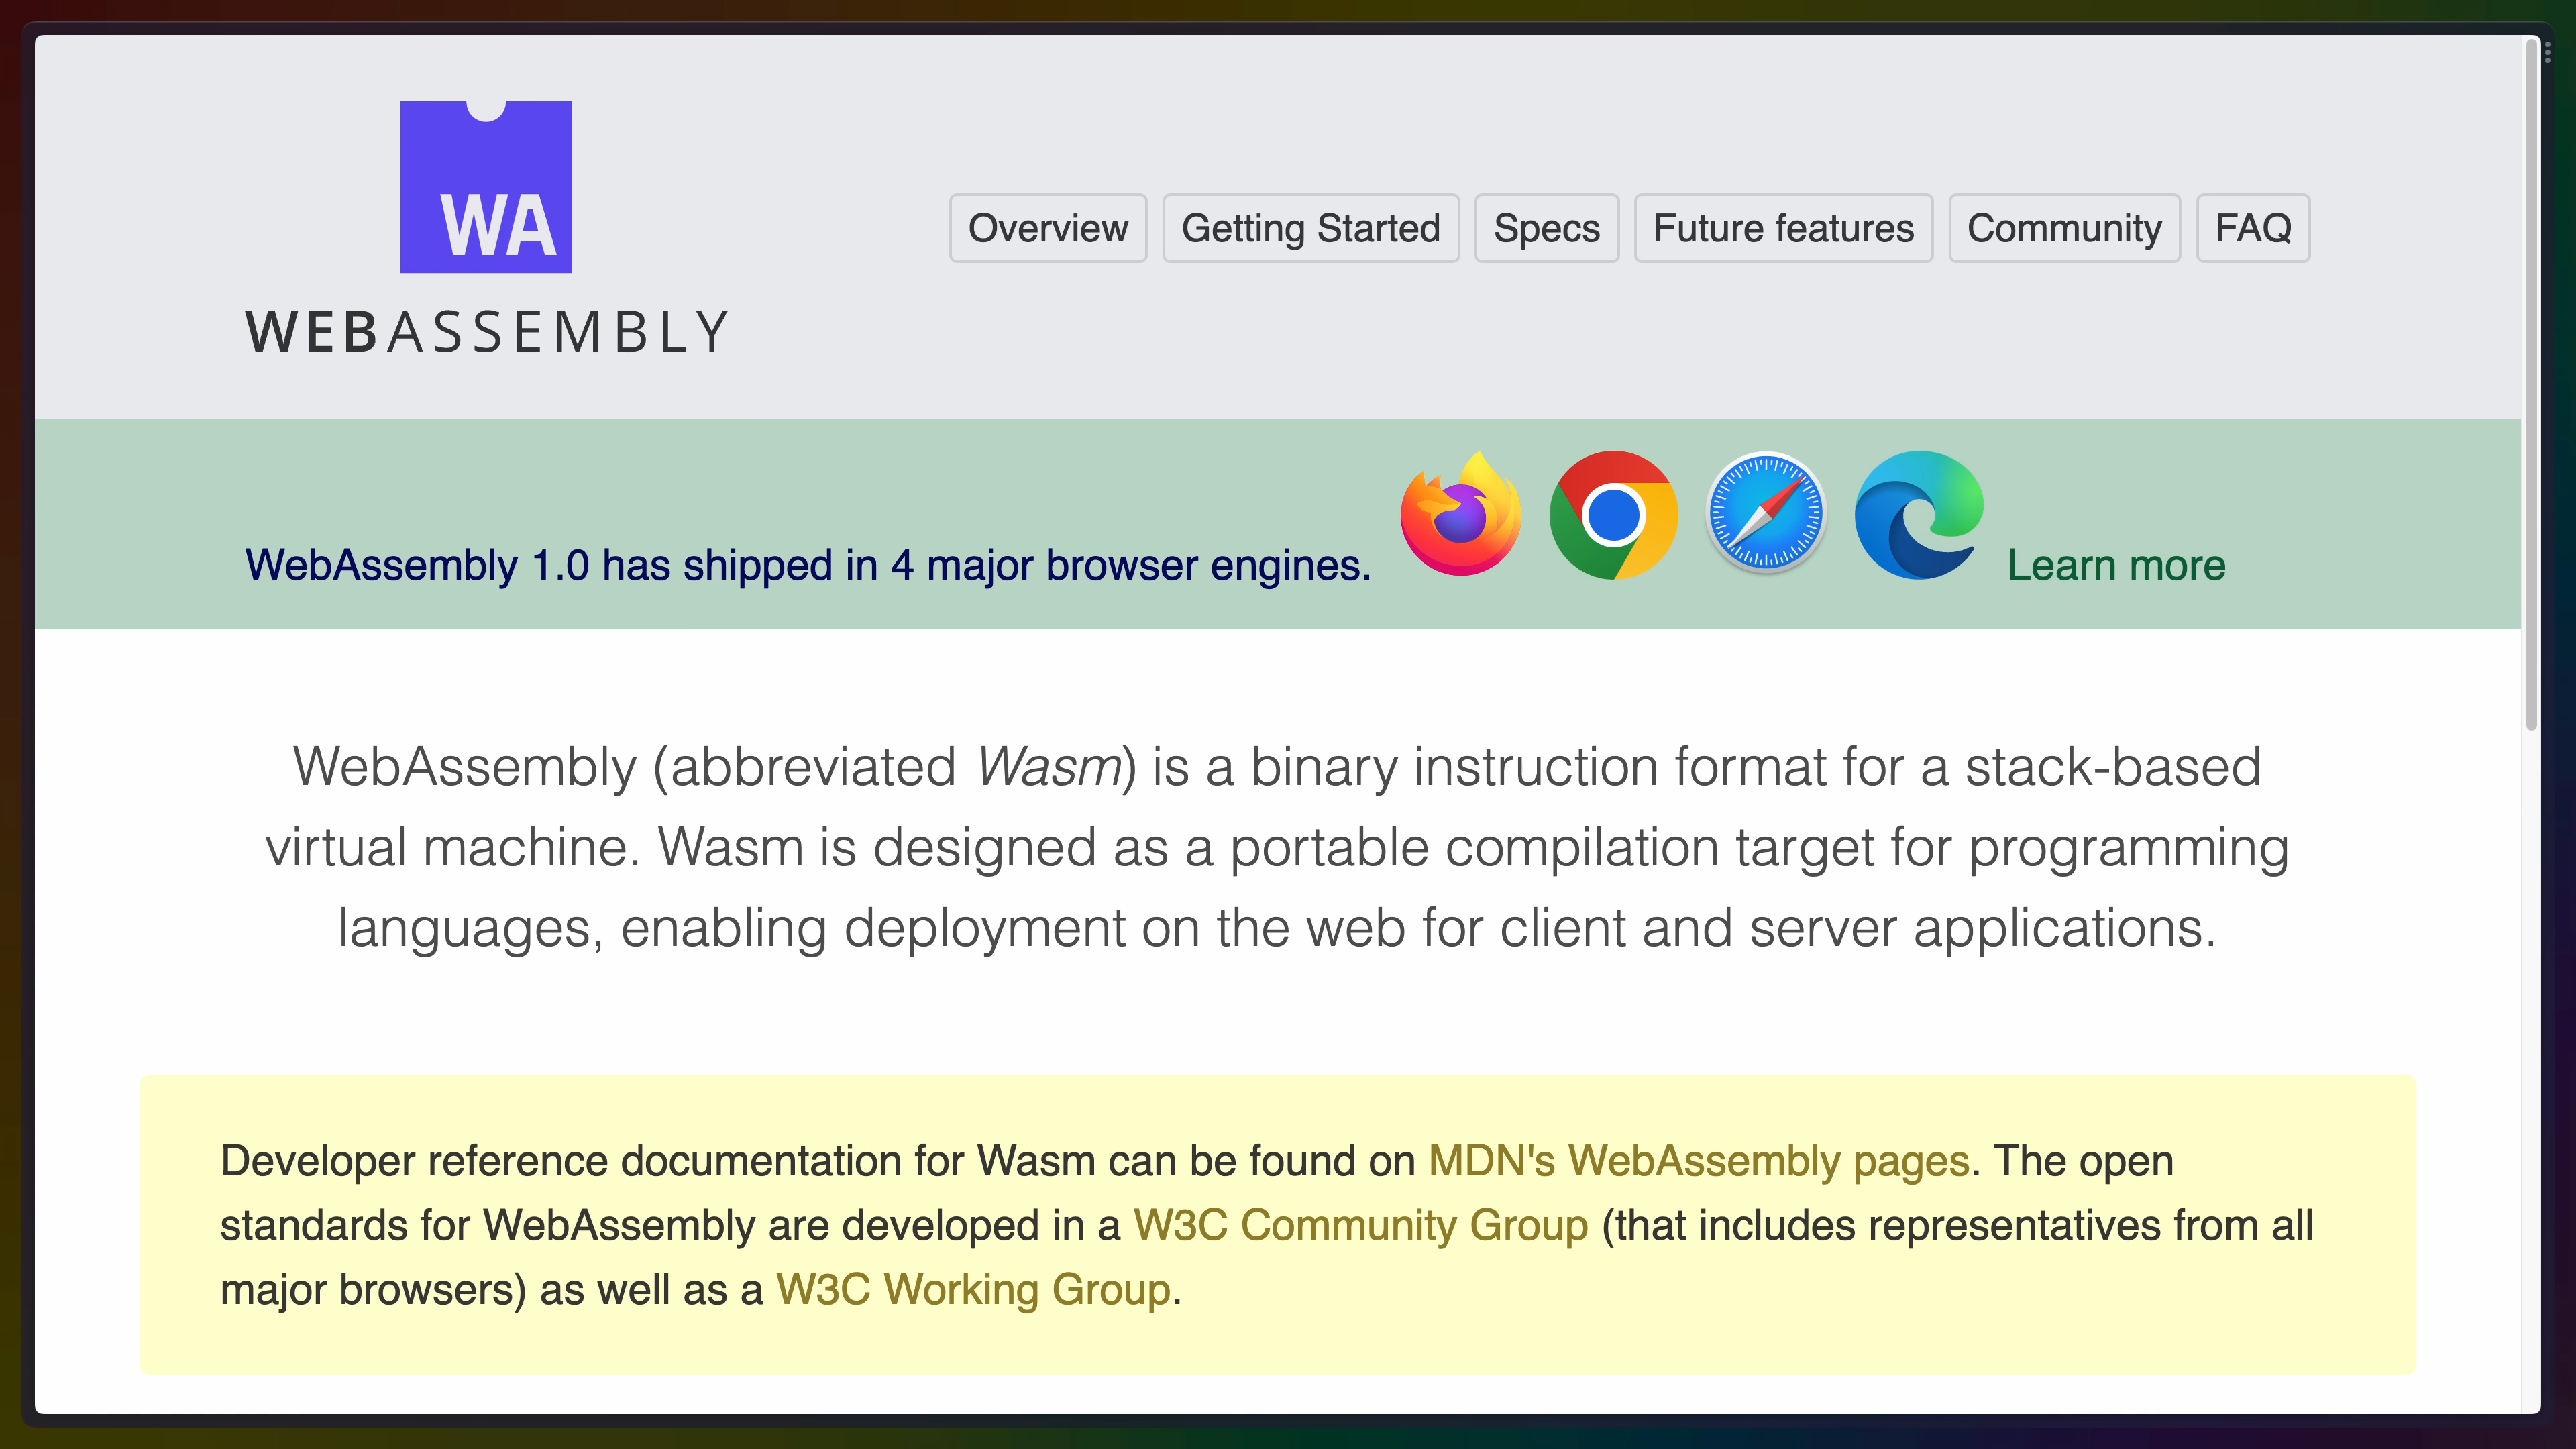 WA
WEBASSEMBLY
Overview
Getting Started
Specs
Future features
Community
FAQ
WebAssembly 1.0 has shipped in 4 major browser engines.
Learn more
WebAssembly (abbreviated Wasm) is a binary instruction format for a stack-based
virtual machine. Wasm is designed as a portable compilation target for programming
languages, enabling deployment on the web for client and server applications.
Developer reference documentation for Wasm can be found on MDN's WebAssembly pages. The open
standards for WebAssembly are developed in a W3C Community Group (that includes representatives from all
major browsers) as well as a W3C Working Group.